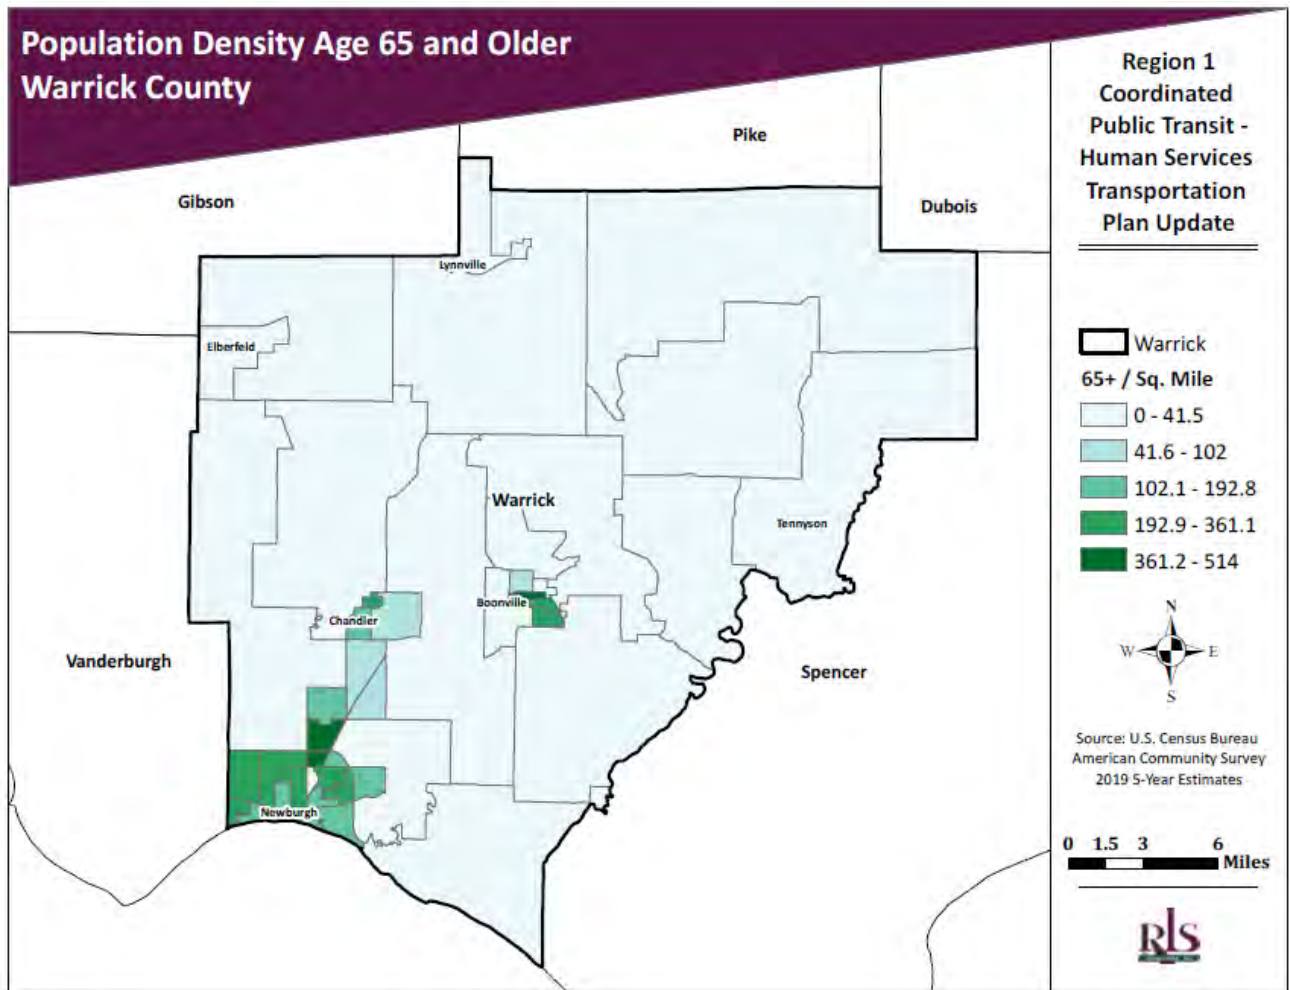 Population Density Age 65 and Older
Warrick County
Region 1
Coordinated
Public Transit -
Human Services
Transportation
Plan Update
Pike
Gibson
Dubois
Lynnville
Elberfeld
Warrick
Tennyson
Boonville
Chandler
Vanderburgh
Spencer
Newburgh
Warrick
65+ / Sq. Mile
0 - 41.5
41.6 - 102
102.1 - 192.8
192.9 - 361.1
361.2 - 514
N
W E
S
Source: U.S. Census Bureau
American Community Survey
2019 5-Year Estimates
0 1.5 3 6
Miles
RLS